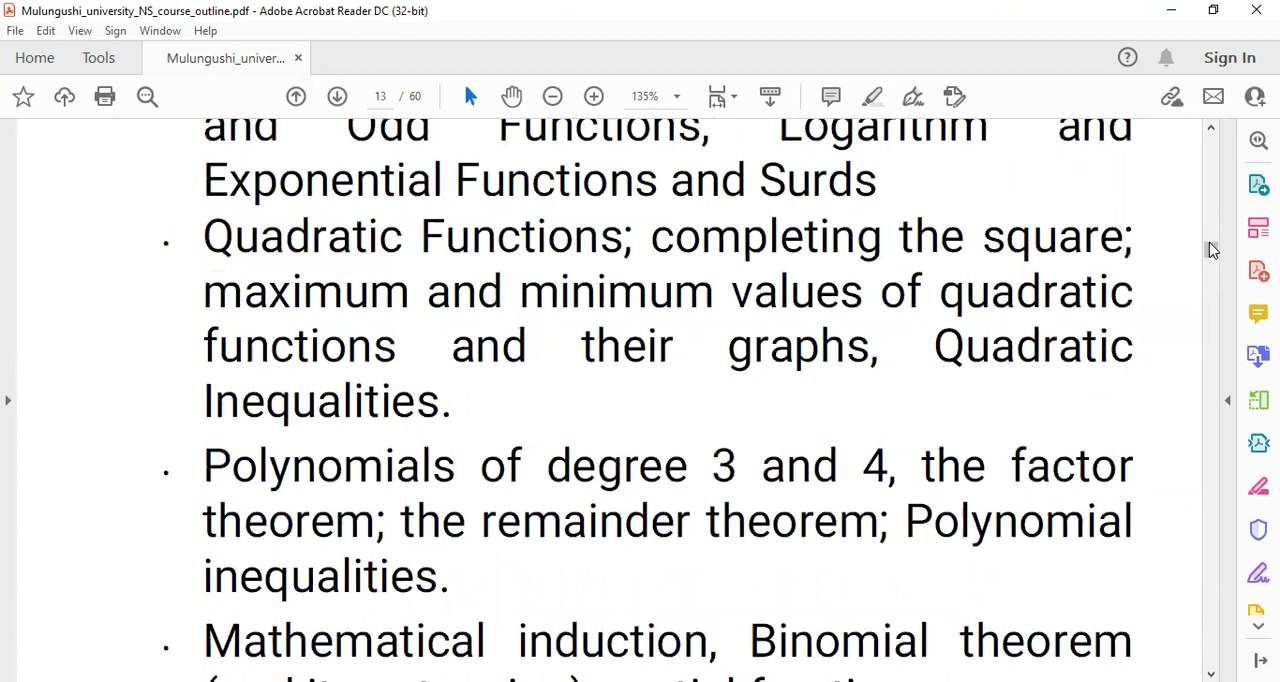 Mulungushi_university_NS_course_outline.pdf - Adobe Acrobat Reader DC (32-bit)
File Edit View Sign Window Help
Home Tools Mulungushi_univer... × Sign In
13 / 60 135%
and Odd Functions, Logarithm and
Exponential Functions and Surds
· Quadratic Functions; completing the square;
maximum and minimum values of quadratic
functions and their graphs, Quadratic
Inequalities.
· Polynomials of degree 3 and 4, the factor
theorem; the remainder theorem; Polynomial
inequalities.
· Mathematical induction, Binomial theorem